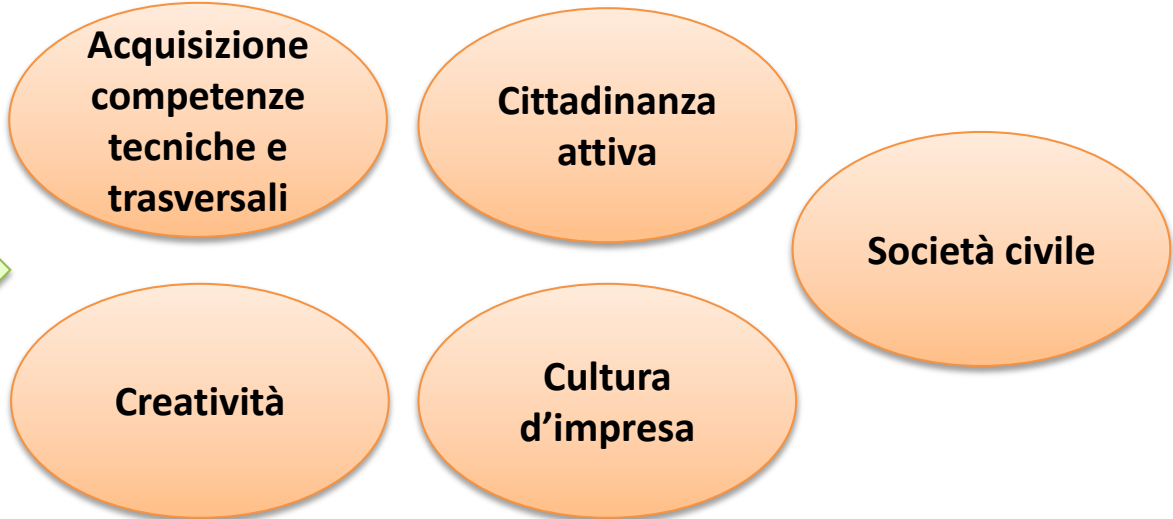 Acquisizione
competenze
tecniche e
trasversali
Cittadinanza
attiva
Società civile
Creatività
Cultura
d’impresa